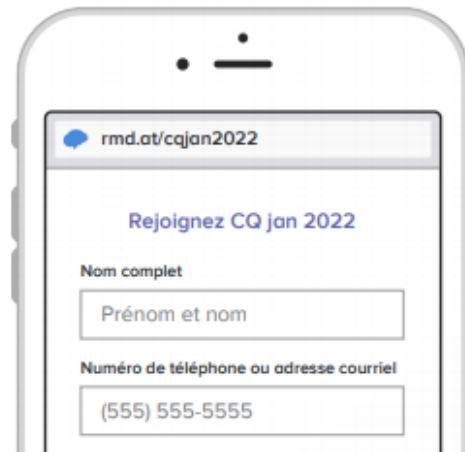 rmd.at/cqjan2022
Rejoignez CQ jan 2022
Nom complet
Prénom et nom
Numéro de téléphone ou adresse courriel
(555) 555-5555